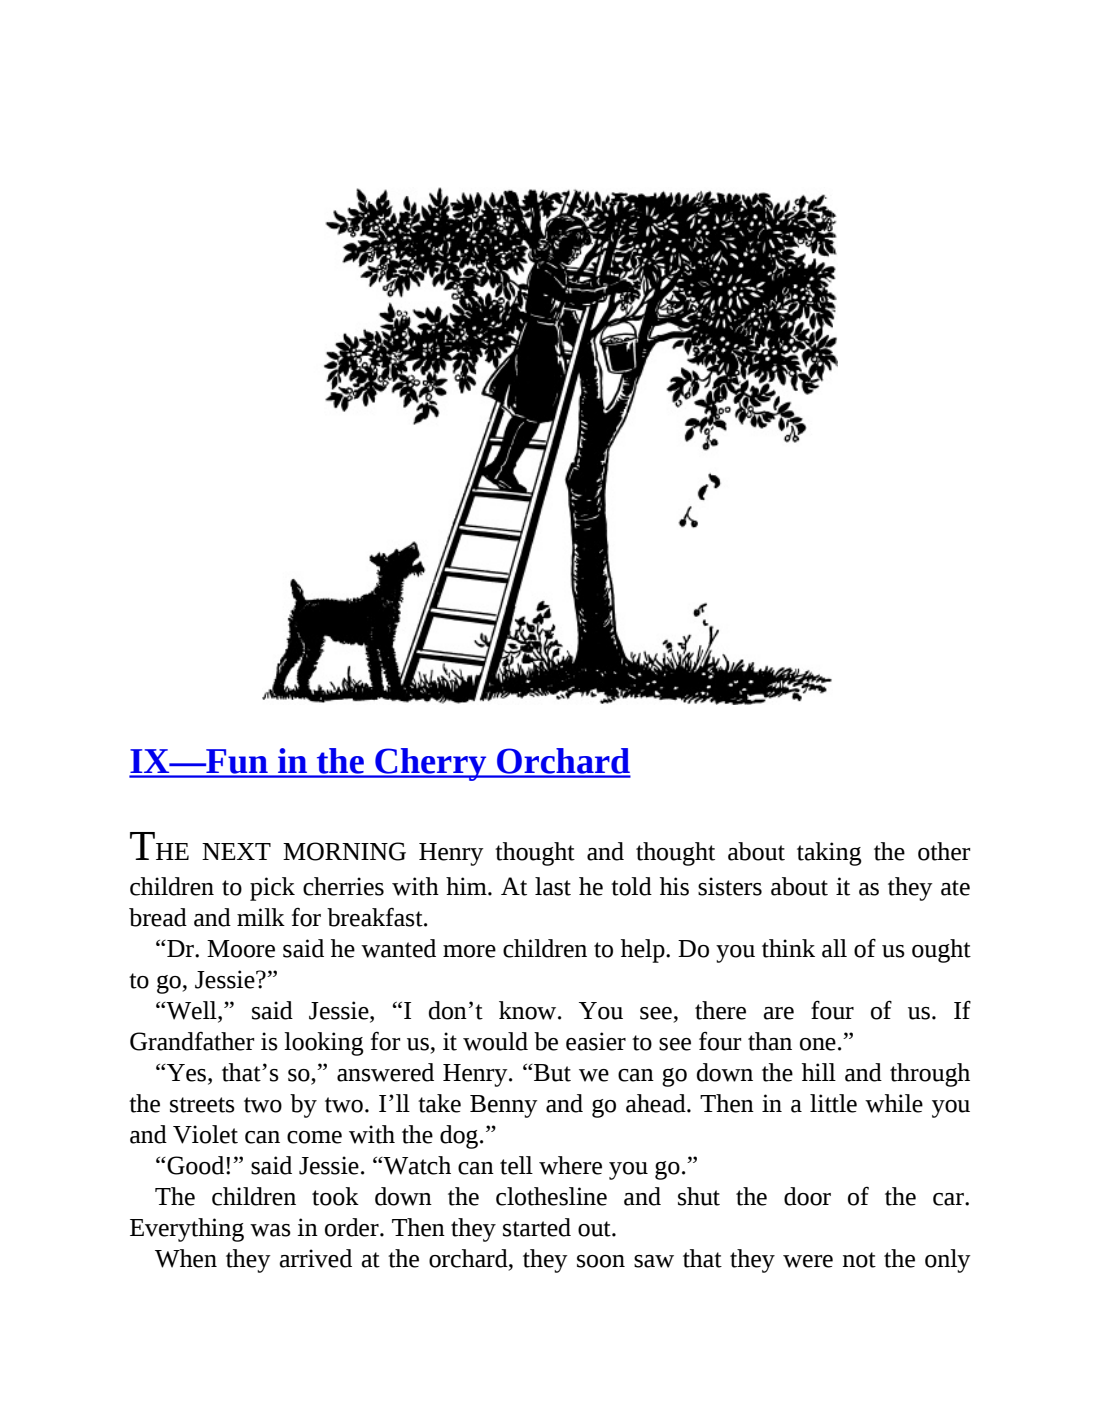 IX—Fun in the Cherry Orchard
THE NEXT MORNING Henry thought and thought about taking the other
children to pick cherries with him. At last he told his sisters about it as they ate
bread and milk for breakfast.
“Dr. Moore said he wanted more children to help. Do you think all of us ought
to go, Jessie?”
“Well,” said Jessie, “I don’t know. You see, there are four of us. If
Grandfather is looking for us, it would be easier to see four than one.”
“Yes, that’s so,” answered Henry. “But we can go down the hill and through
the streets two by two. I’ll take Benny and go ahead. Then in a little while you
and Violet can come with the dog.”
“Good!” said Jessie. “Watch can tell where you go.”
The children took down the clothesline and shut the door of the car.
Everything was in order. Then they started out.
When they arrived at the orchard, they soon saw that they were not the only